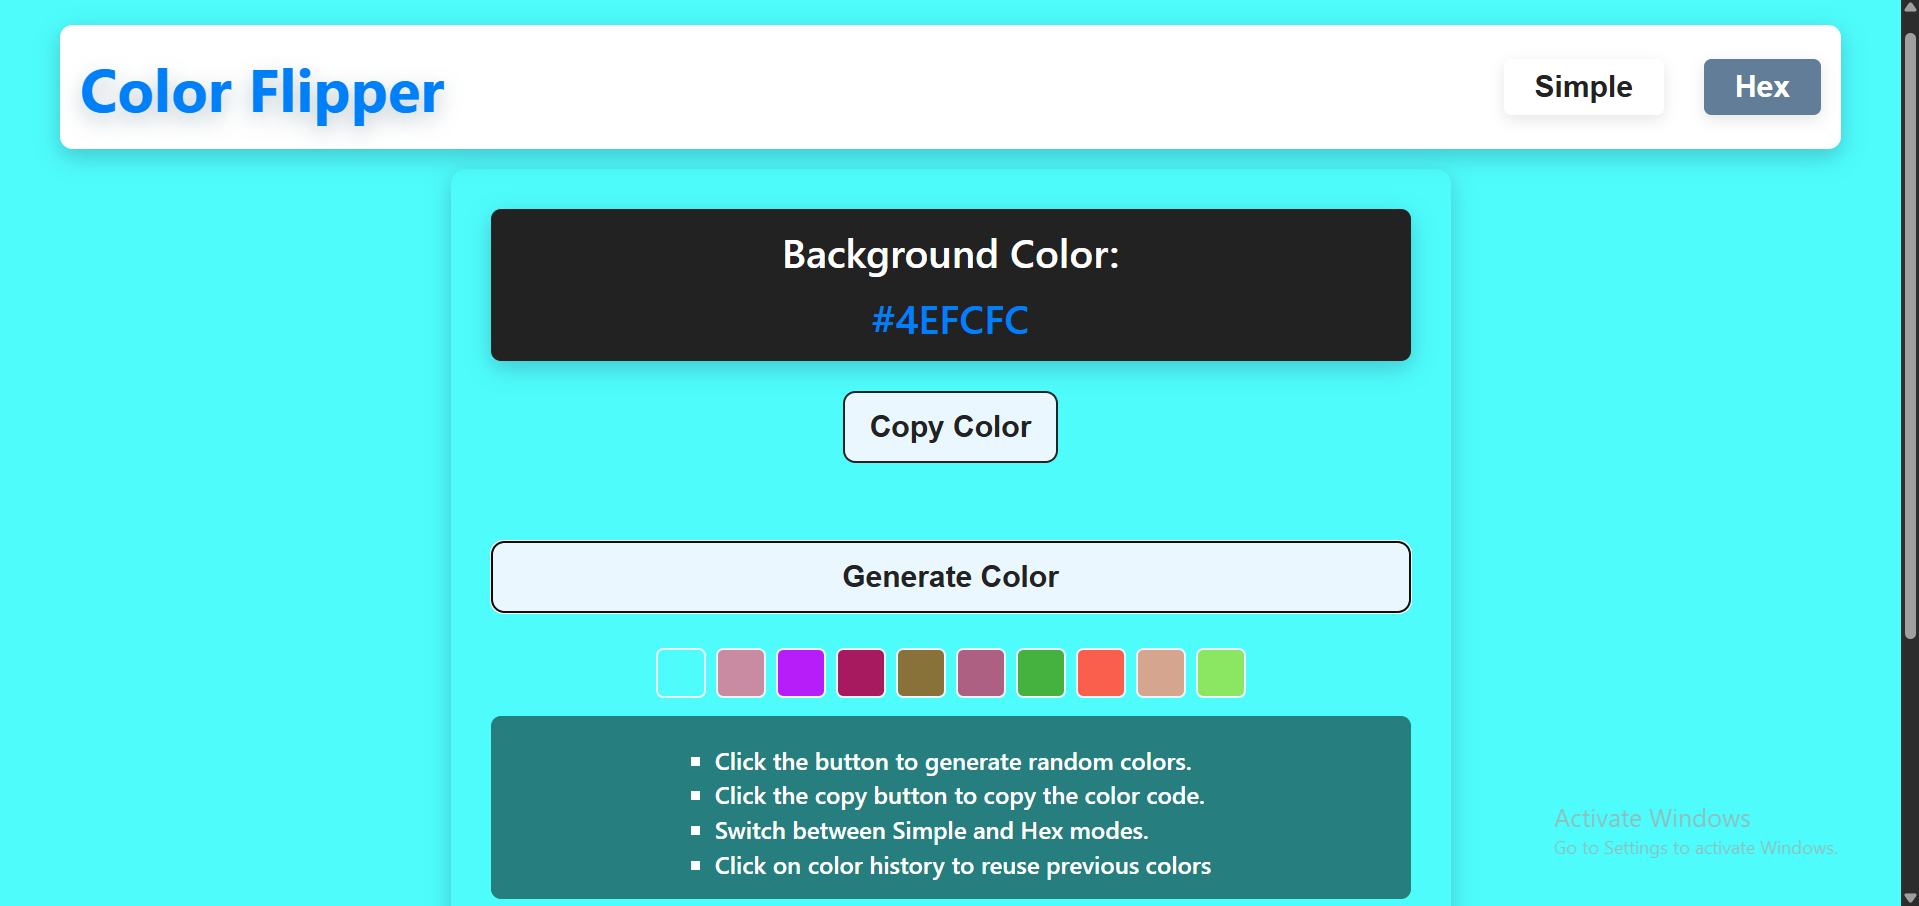 Color Flipper
Simple
Hex
Background Color:
#4EFCFC
Copy Color
Generate Color
Click the button to generate random colors.
Click the copy button to copy the color code.
Switch between Simple and Hex modes.
Click on color history to reuse previous colors
Activate Windows
Go to Settings to activate Windows.